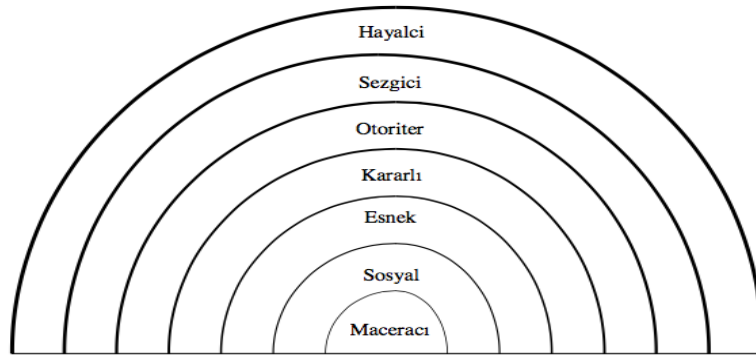 Hayalci
Sezgici
Otoriter
Kararlı
Esnek
Sosyal
Maceracı